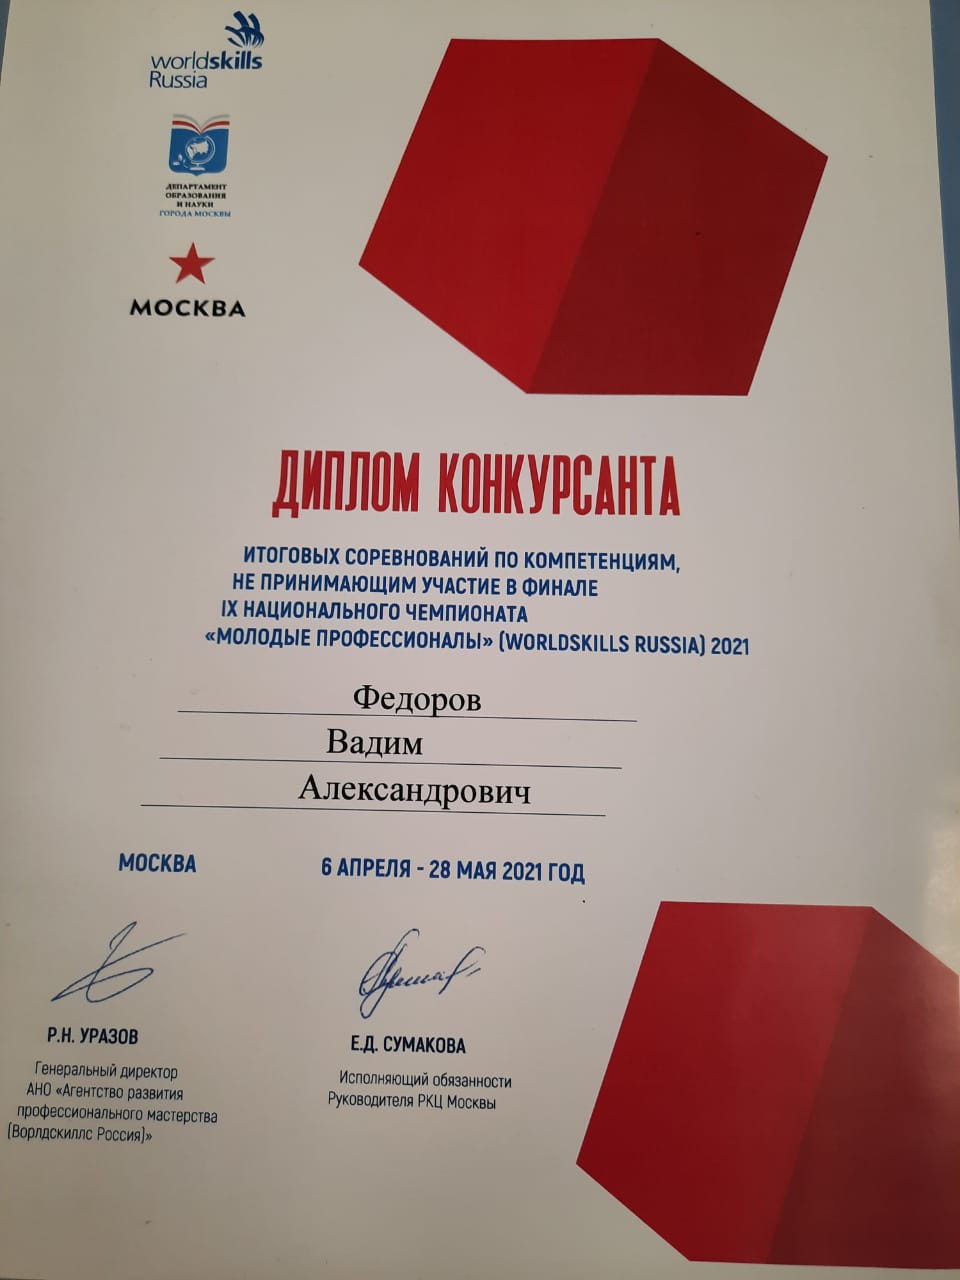 worldskills
Russia
ДЕПАРТАМЕНТ
ОБРАЗОВАНИЯ
И НАУКИ
ГОРОДА МОСКВЫ
МОСКВА
ДИПЛОМ КОНКУРСАНТА
ИТОГОВЫХ СОРЕВНОВАНИЙ ПО КОМПЕТЕНЦИЯМ,
НЕ ПРИНИМАЮЩИМ УЧАСТИЕ В ФИНАЛЕ
IX НАЦИОНАЛЬНОГО ЧЕМПИОНАТА
«МОЛОДЫЕ ПРОФЕССИОНАЛЫ» (WORLDSKILLS RUSSIA) 2021
Федоров
Вадим
Александрович
МОСКВА
6 АПРЕЛЯ - 28 МАЯ 2021 ГОД
Р.Н. УРАЗОВ
Генеральный директор
АНО «Агентство развития
профессионального мастерства
(Ворлдскиллс Россия)»
Е.Д. СУМАКОВА
Исполняющий обязанности
Руководителя РКЦ Москвы